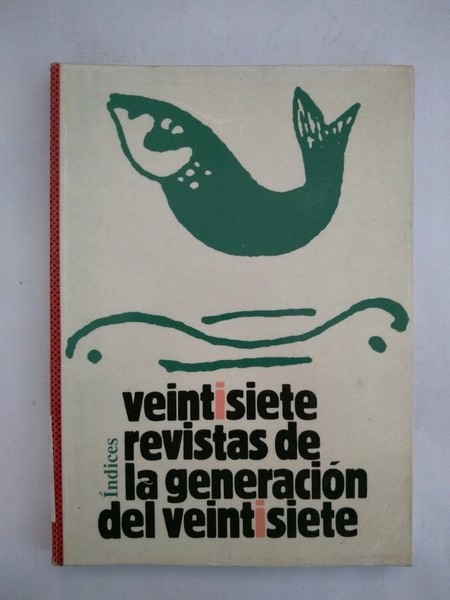 veintisiete
revistas de
la generación
del veintisiete
Índices